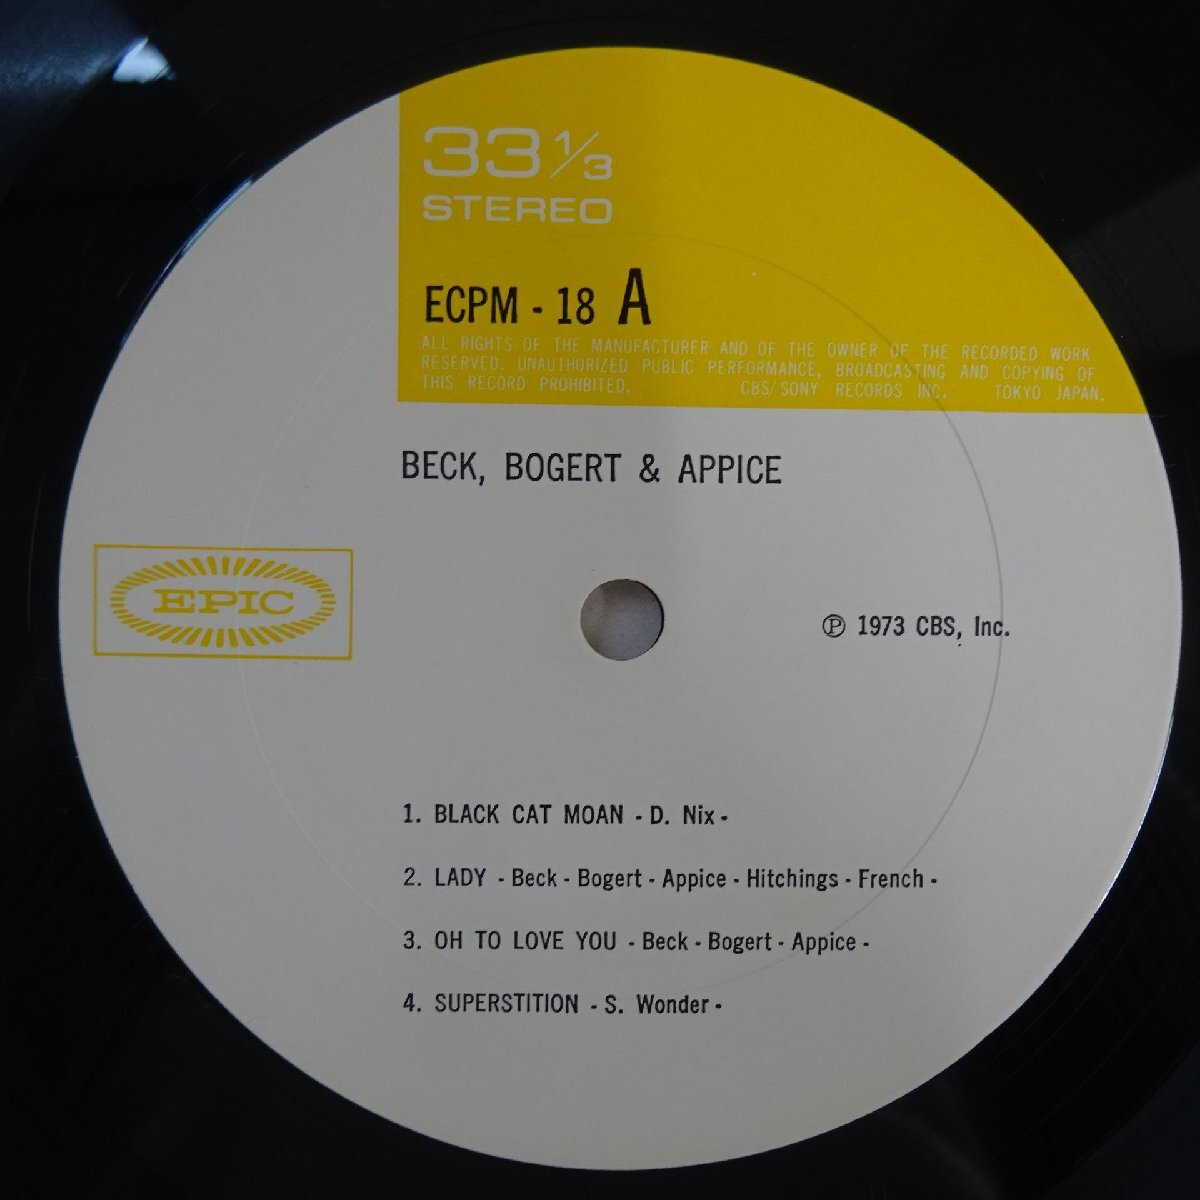 33 1/3
STEREO
ECPM - 18 A
ALL RIGHTS OF THE MANUFACTURER AND OF THE OWNER OF THE RECORDED WORK
RESERVED. UNAUTHORIZED PUBLIC PERFORMANCE, BROADCASTING AND COPYING OF
THIS RECORD PROHIBITED. CBS/SONY RECORDS INC. TOKYO JAPAN.
BECK, BOGERT & APPICE
EPIC
℗ 1973 CBS, Inc.
1. BLACK CAT MOAN - D. Nix -
2. LADY - Beck - Bogert - Appice - Hitchings - French -
3. OH TO LOVE YOU - Beck - Bogert - Appice -
4. SUPERSTITION - S. Wonder -